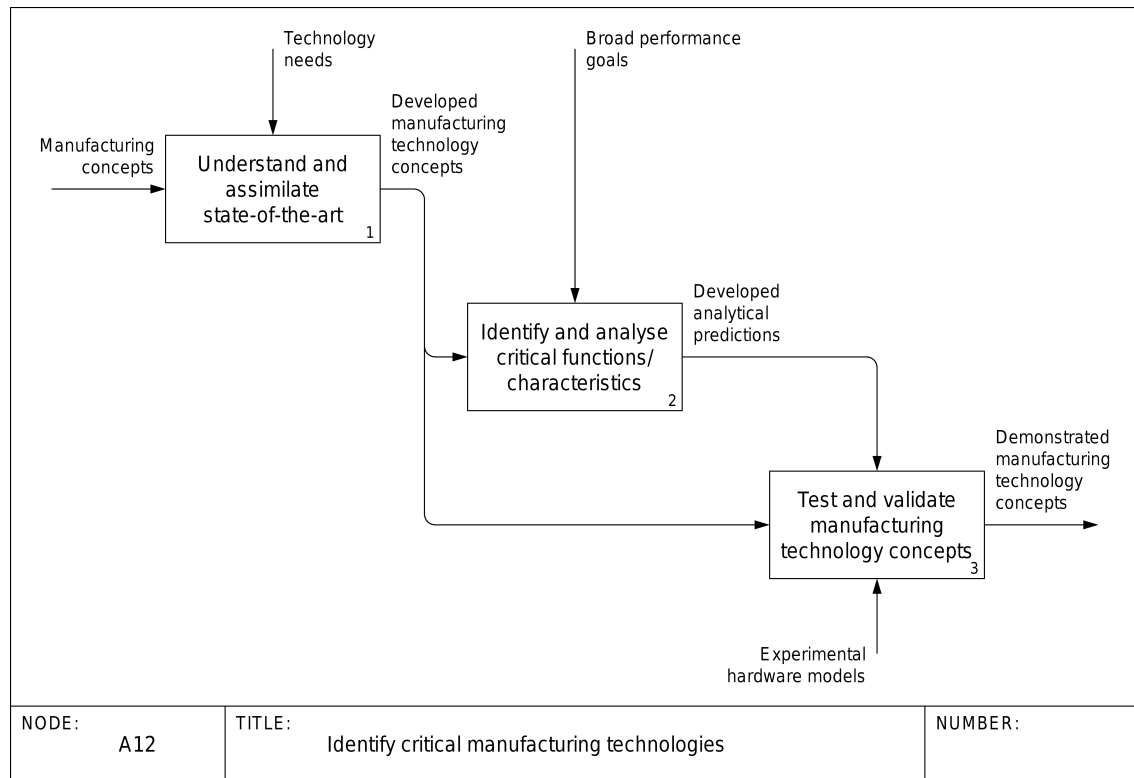 Technology
needs
Broad performance
goals
Developed
manufacturing
technology
concepts
Manufacturing
concepts
Understand and
assimilate
state-of-the-art
1
Developed
analytical
predictions
Identify and analyse
critical functions/
characteristics
2
Demonstrated
manufacturing
technology
concepts
Test and validate
manufacturing
technology concepts
3
Experimental
hardware models
NODE:
A12
TITLE:
Identify critical manufacturing technologies
NUMBER: